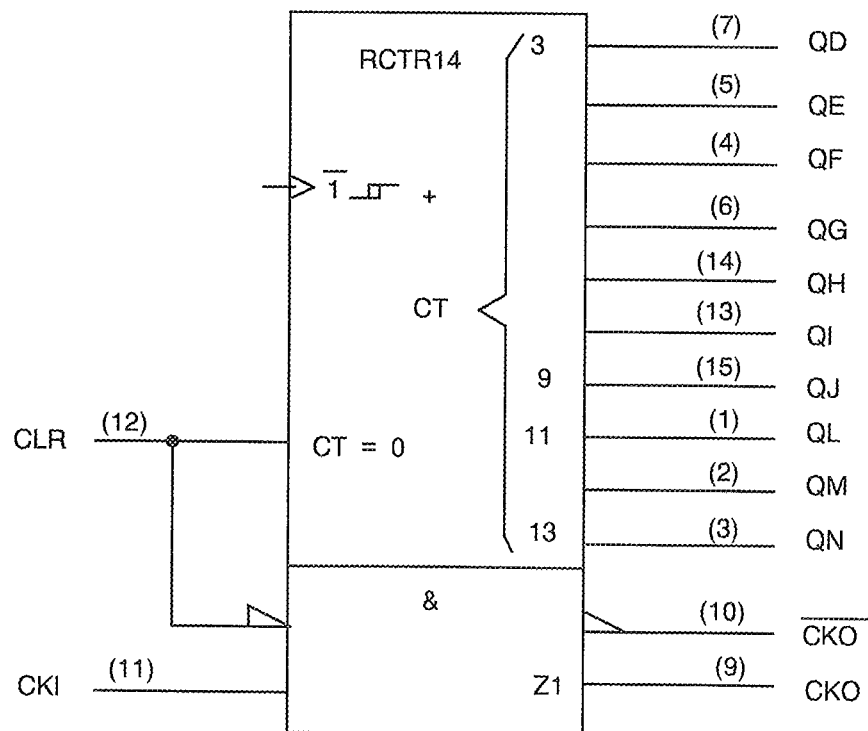 RCTR14
3
(7) QD
(5) QE
(4) QF
1 +
(6) QG
(14) QH
CT
(13) QI
9
(15) QJ
CLR (12)
CT = 0
11
(1) QL
(2) QM
13
(3) QN
&
(10) C̅K̅O̅
CKI (11)
Z1
(9) CKO